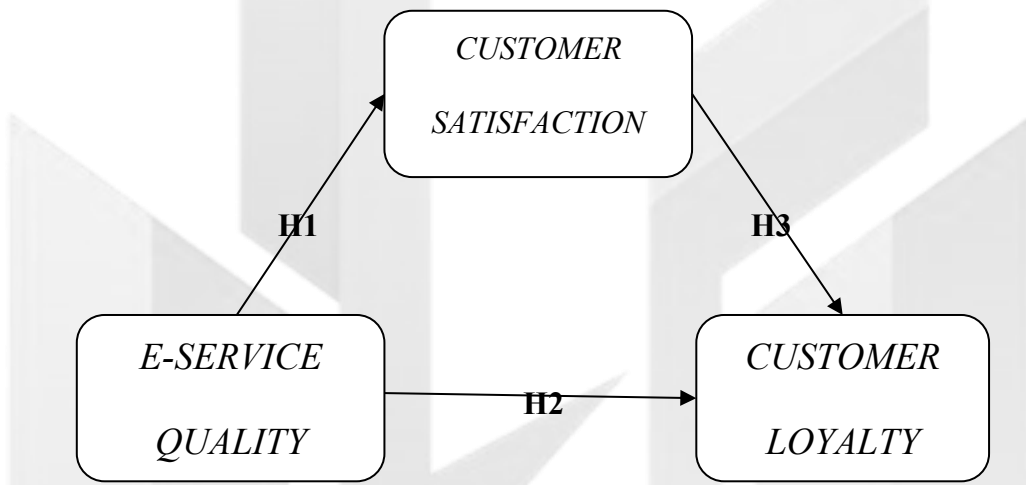 CUSTOMER
SATISFACTION
H1
H3
E-SERVICE
QUALITY
H2
CUSTOMER
LOYALTY